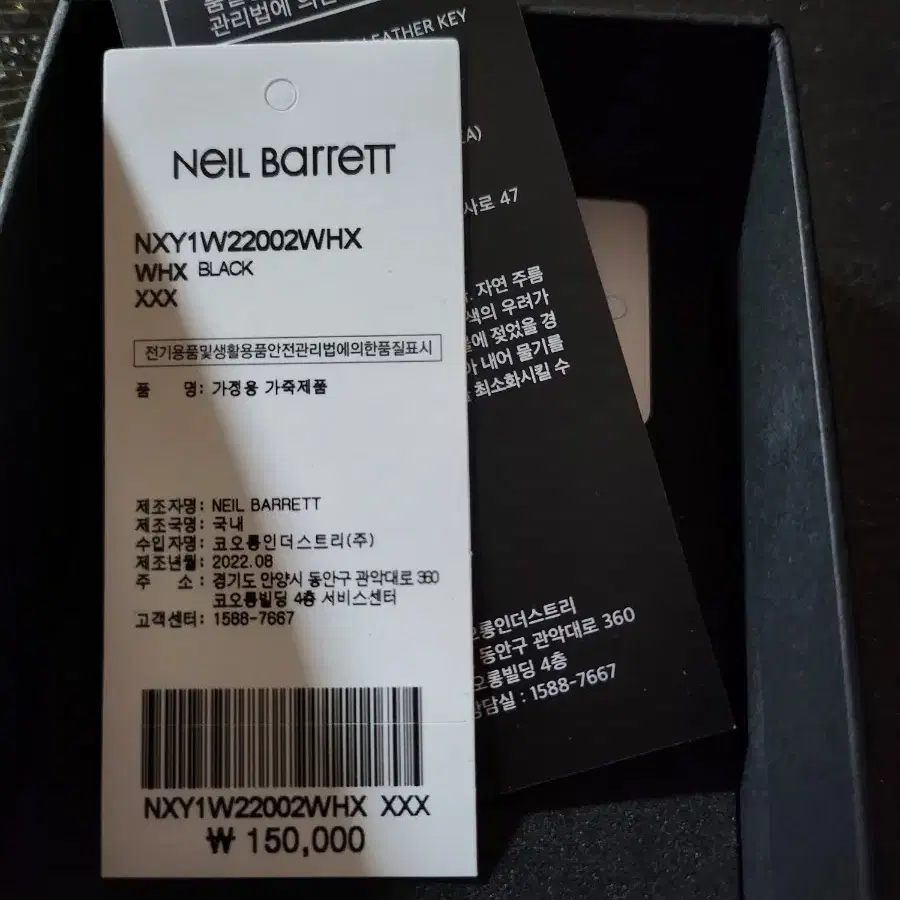 NEIL BARRETT
NXY1W22002WHX
WHX BLACK
XXX
전기용품및생활용품안전관리법에의한품질표시
품 명: 가정용 가죽제품
제조자명: NEIL BARRETT
제조국명: 국내
수입자명: 코오롱인더스트리(주)
제조년월: 2022.08
주 소: 경기도 안양시 동안구 관악대로 360
코오롱빌딩 4층 서비스센터
고객센터: 1588-7667
NXY1W22002WHX XXX
₩ 150,000
관리법에 의한
LEATHER KEY
사로 47
자연 주름
색의 우려가
젖었을 경
내어 물기를
최소화시킬 수
오롱인더스트리
동안구 관악대로 360
오롱빌딩 4층
담실 : 1588-7667